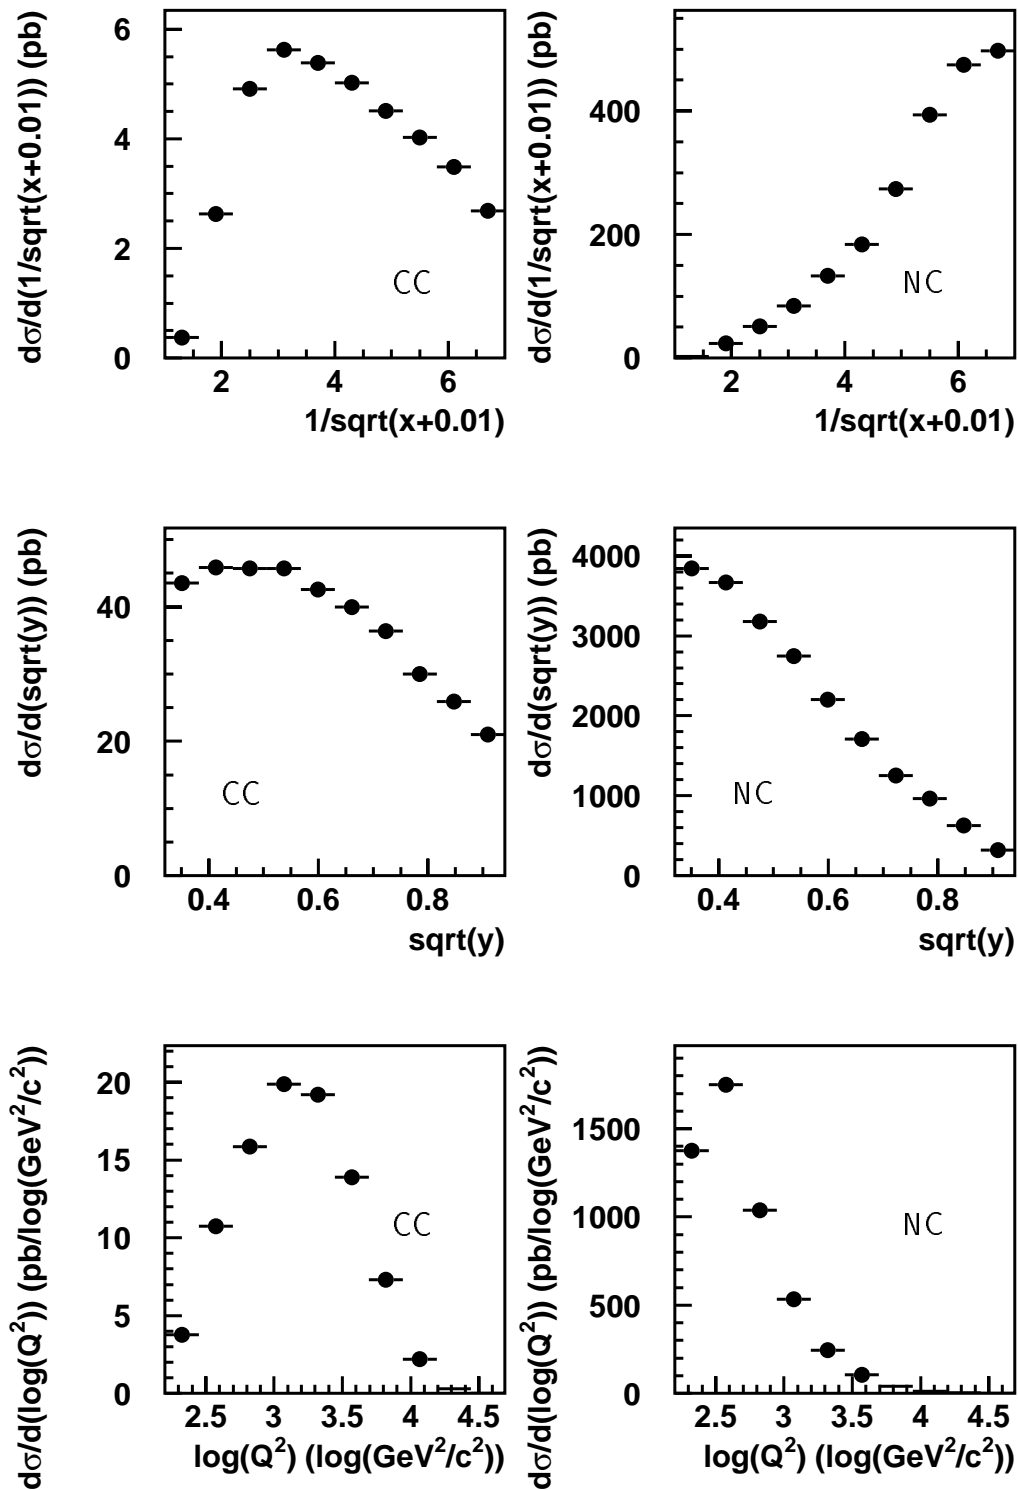 dσ/d(1/sqrt(x+0.01)) (pb)
6
4
2
0
CC
2 4 6
1/sqrt(x+0.01)
dσ/d(1/sqrt(x+0.01)) (pb)
400
200
0
NC
2 4 6
1/sqrt(x+0.01)
dσ/d(sqrt(y)) (pb)
40
20
0
CC
0.4 0.6 0.8
sqrt(y)
dσ/d(sqrt(y)) (pb)
4000
3000
2000
1000
0
NC
0.4 0.6 0.8
sqrt(y)
dσ/d(log(Q²)) (pb/log(GeV²/c²))
20
15
10
5
0
CC
2.5 3 3.5 4 4.5
log(Q²) (log(GeV²/c²))
dσ/d(log(Q²)) (pb/log(GeV²/c²))
1500
1000
500
0
NC
2.5 3 3.5 4 4.5
log(Q²) (log(GeV²/c²))